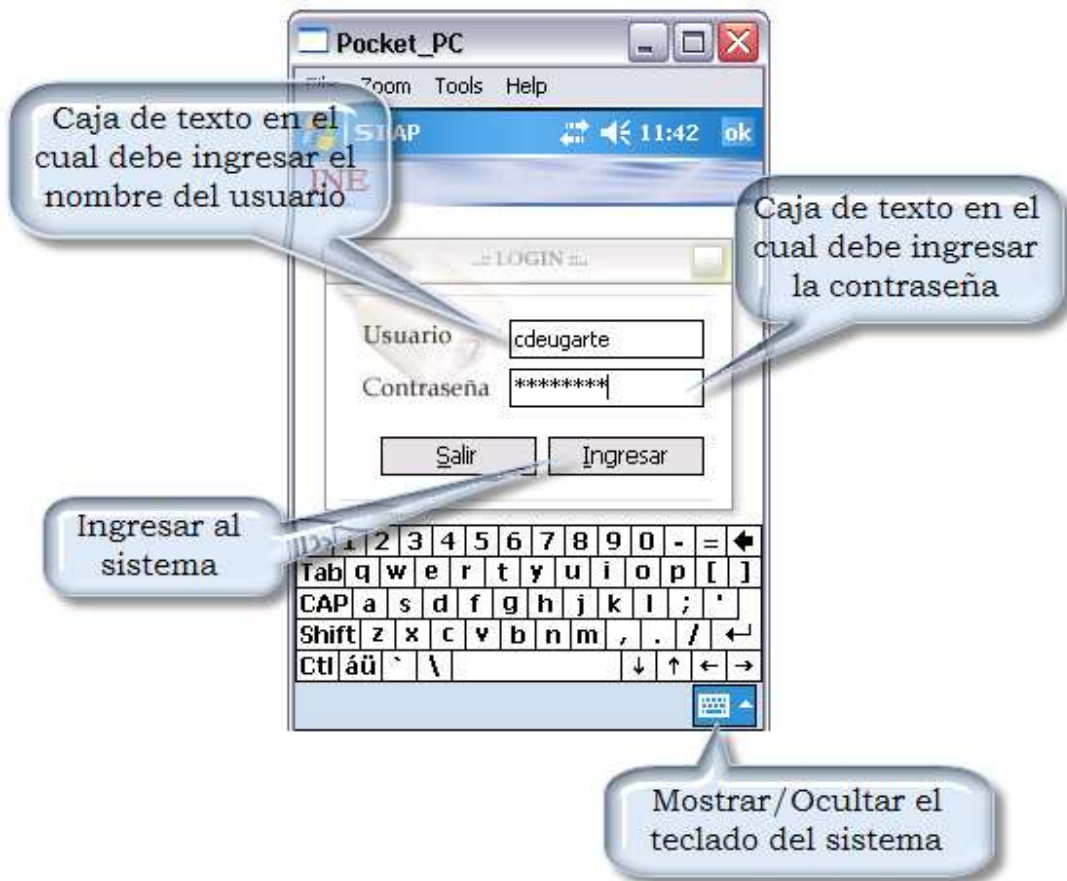 Pocket_PC
Zoom Tools Help
Caja de texto en el
cual debe ingresar el
nombre del usuario
11:42 ok
INE
Caja de texto en el
cual debe ingresar
la contraseña
..:: LOGIN ::..
Usuario cdeugarte
Contraseña ********
Salir Ingresar
Ingresar al
sistema
1 2 3 4 5 6 7 8 9 0 - =
Tab q w e r t y u i o p [ ]
CAP a s d f g h j k l ; '
Shift z x c v b n m , . / ↵
Ctl áü ` \ ↓ ↑ ← →
Mostrar/Ocultar el
teclado del sistema